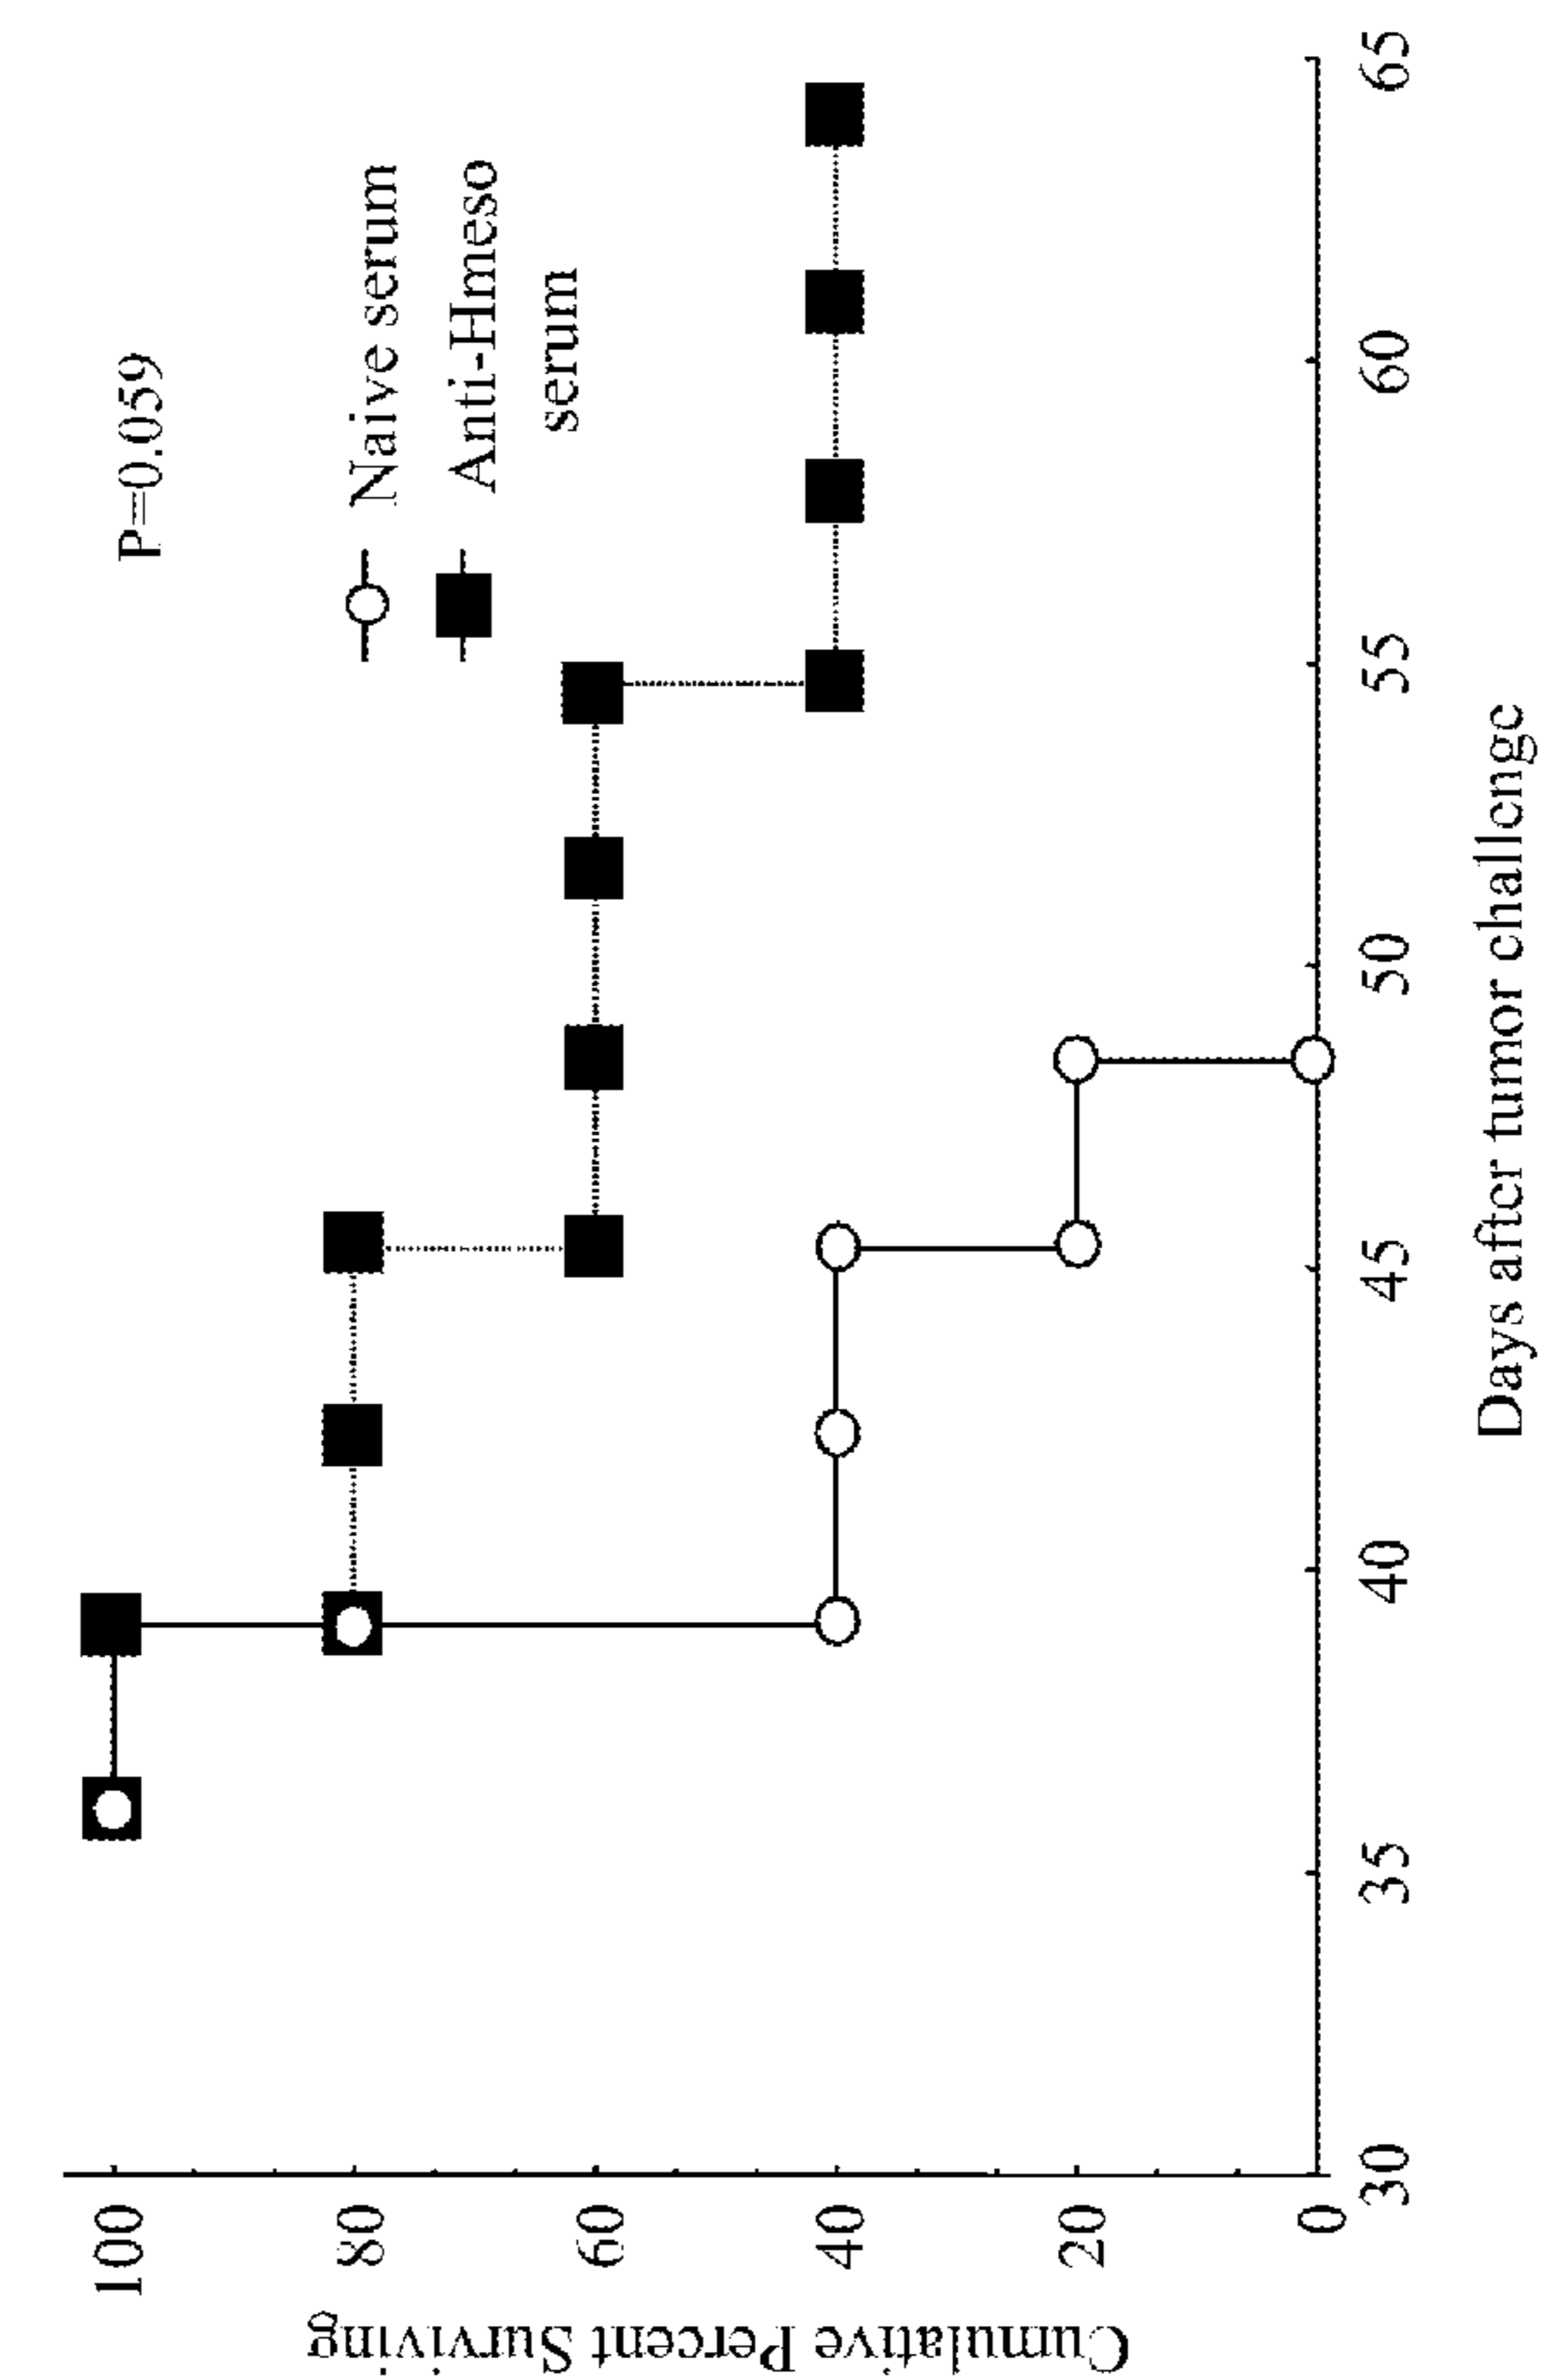 P=0.059
Naive serum
Anti-Hmeso
serum
Cumulative Percent Surviving
100
80
60
40
20
0
30 35 40 45 50 55 60 65
Days after tumor challenge